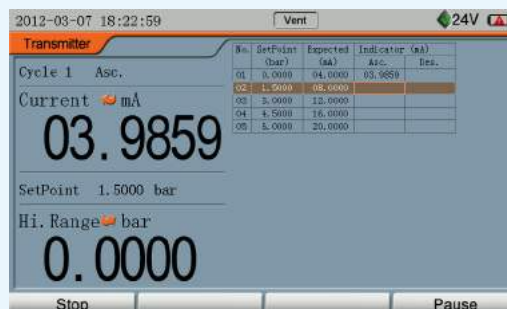 2012-03-07 18:22:59 Vent 24V
Transmitter
Cycle 1 Asc.
Current mA
03.9859
SetPoint 1.5000 bar
Hi. Range bar
0.0000
No. SetPoint Expected Indicator (mA)
(bar) (mA) Asc. Des.
01 0.0000 04.0000 03.9859
02 1.5000 08.0000
03 3.0000 12.0000
04 4.5000 16.0000
05 6.0000 20.0000
Stop Pause